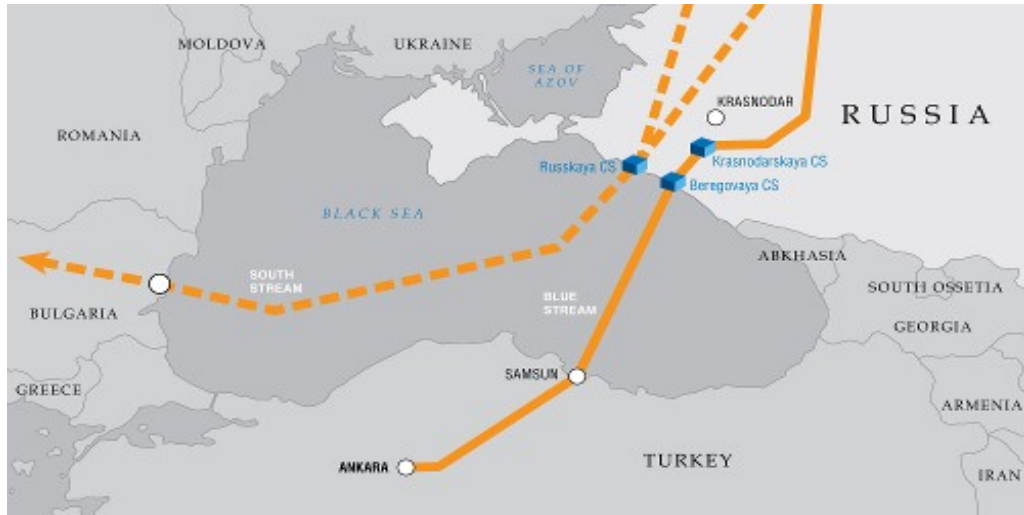 MOLDOVA
UKRAINE
SEA OF
AZOV
KRASNODAR
RUSSIA
ROMANIA
Russkaya CS
Krasnodarskaya CS
Beregovaya CS
BLACK SEA
ABKHASIA
SOUTH
STREAM
SOUTH OSSETIA
BLUE
STREAM
BULGARIA
GEORGIA
SAMSUN
GREECE
ARMENIA
ANKARA
TURKEY
IRAN